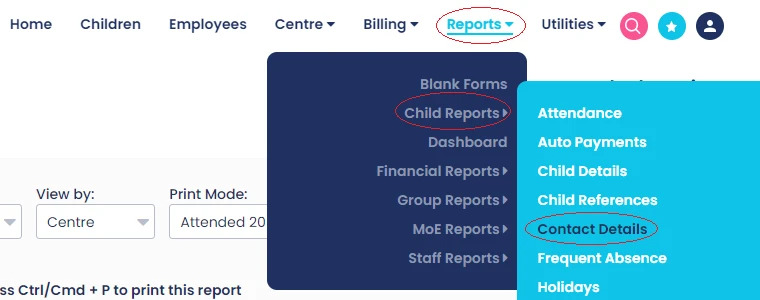 Home Children Employees Centre Billing Reports Utilities
Blank Forms
Child Reports
Dashboard
Financial Reports
Group Reports
MoE Reports
Staff Reports
Attendance
Auto Payments
Child Details
Child References
Contact Details
Frequent Absence
Holidays
View by: Print Mode:
Centre Attended 20
ss Ctrl/Cmd + P to print this report